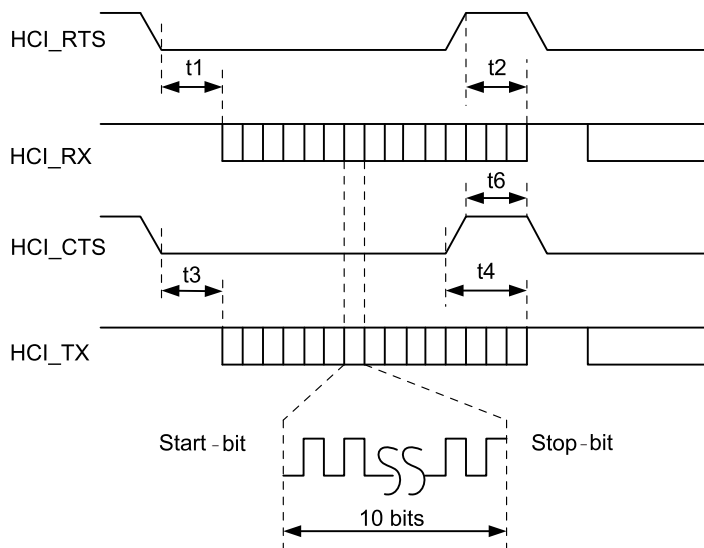 HCI_RTS
t1
t2
HCI_RX
t6
HCI_CTS
t3
t4
HCI_TX
Start-bit
Stop-bit
10 bits